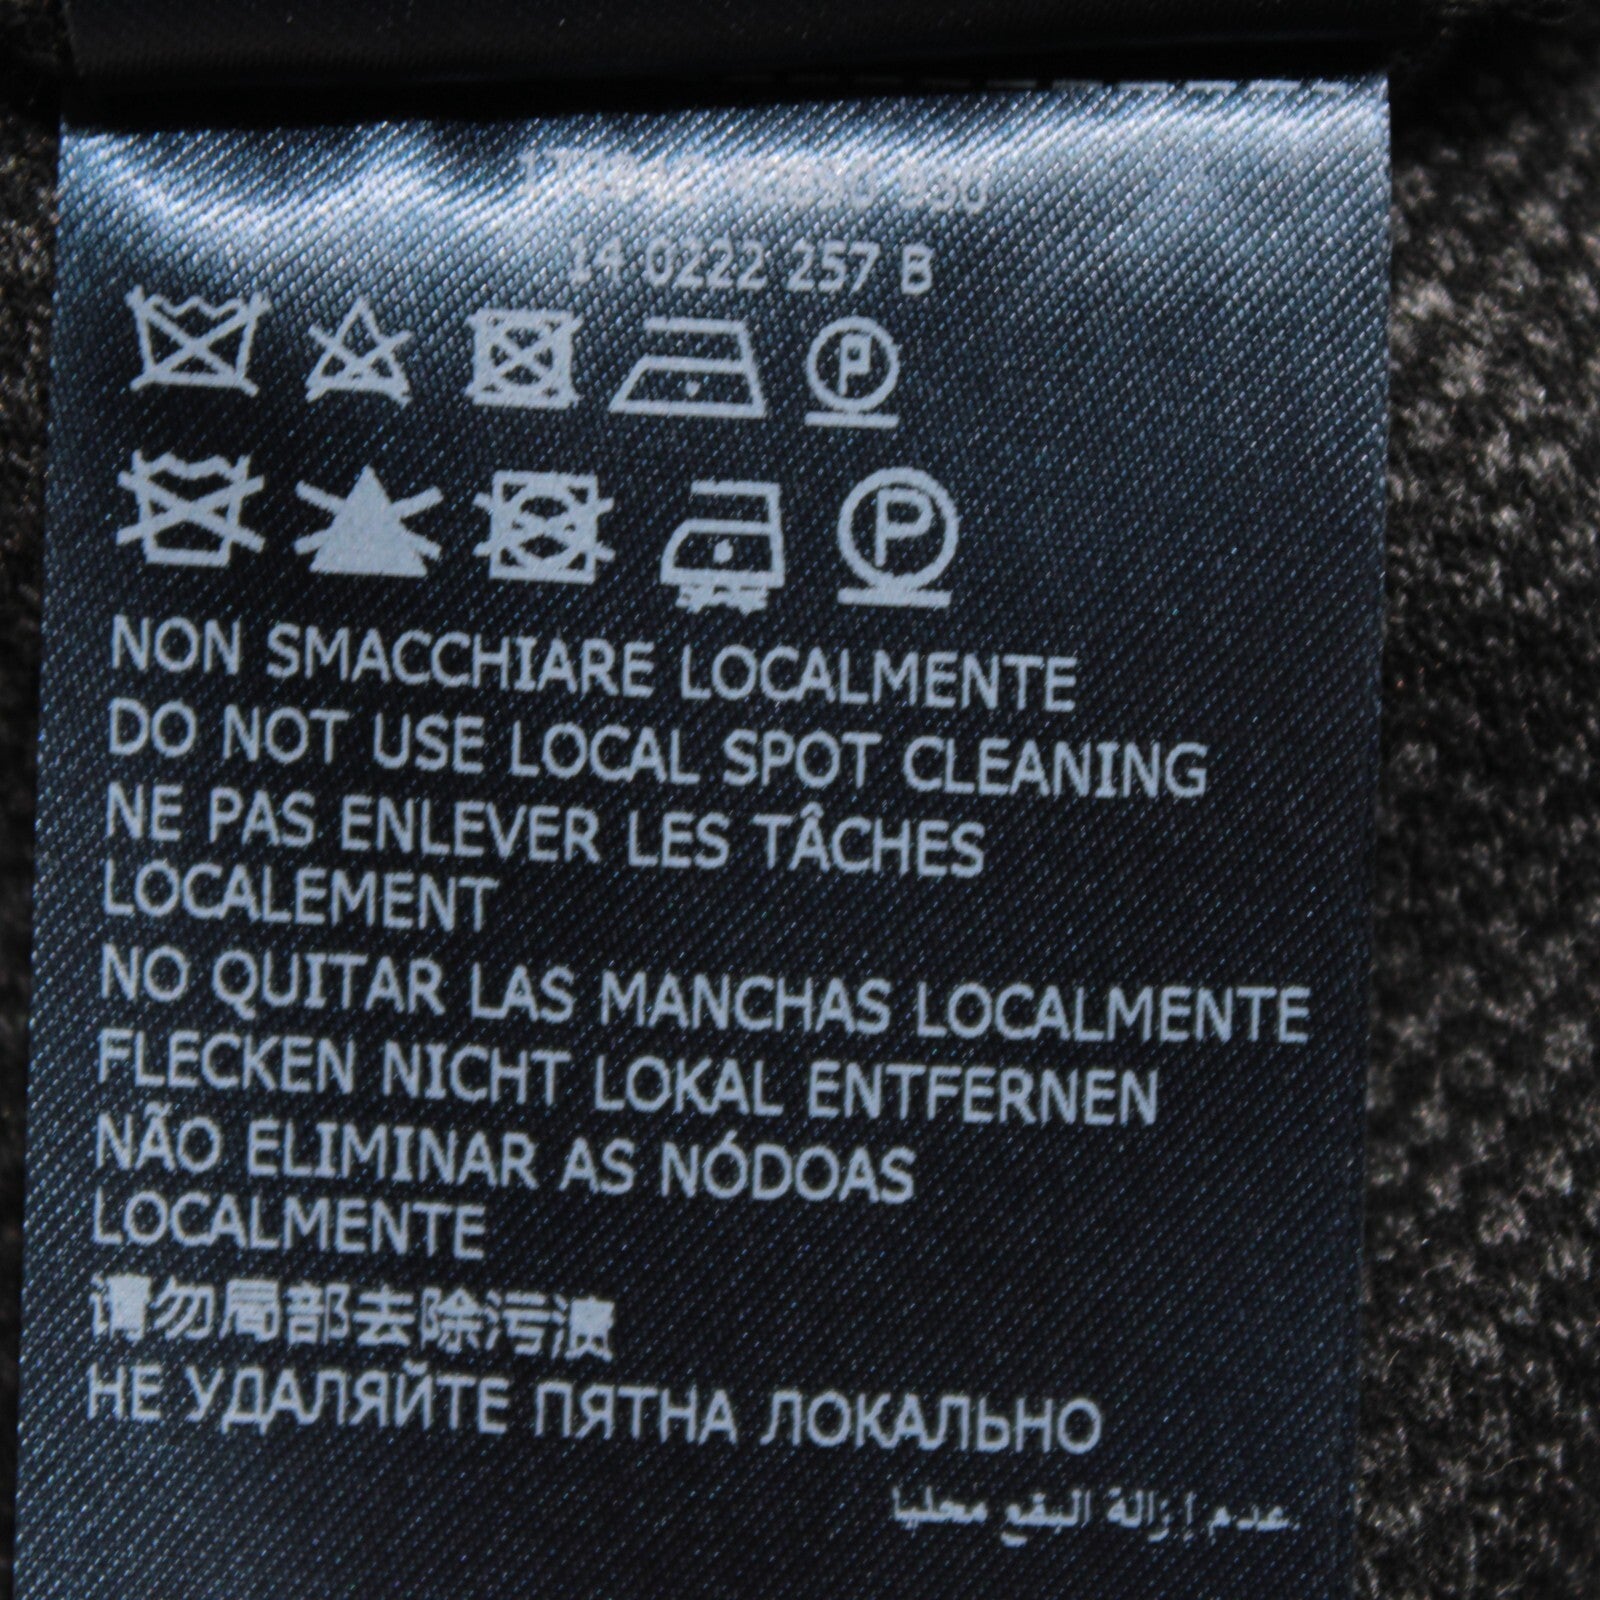 14 0222 257 B
P
P
NON SMACCHIARE LOCALMENTE
DO NOT USE LOCAL SPOT CLEANING
NE PAS ENLEVER LES TÂCHES
LOCALEMENT
NO QUITAR LAS MANCHAS LOCALMENTE
FLECKEN NICHT LOKAL ENTFERNEN
NÃO ELIMINAR AS NÓDOAS
LOCALMENTE
请勿局部去除污渍
НЕ УДАЛЯЙТЕ ПЯТНА ЛОКАЛЬНО
عدم إزالة البقع محليا.